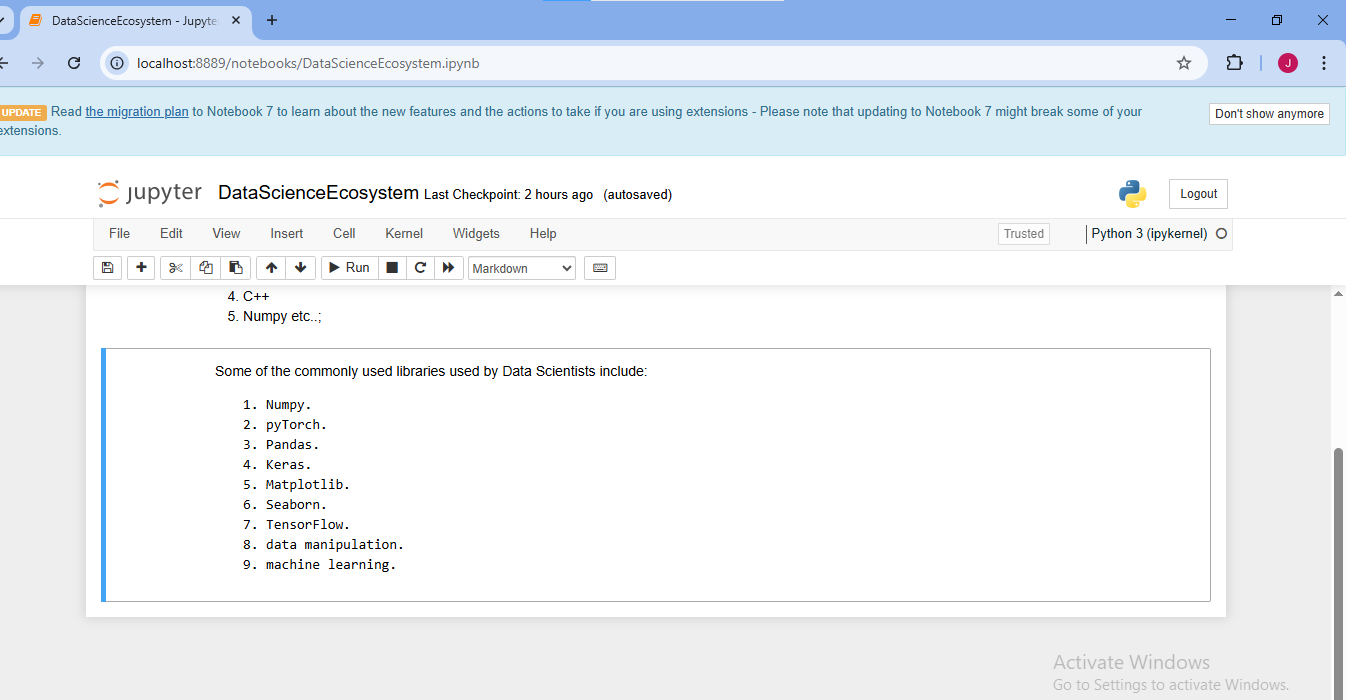 DataScienceEcosystem - Jupyte
localhost:8889/notebooks/DataScienceEcosystem.ipynb
J
UPDATE Read the migration plan to Notebook 7 to learn about the new features and the actions to take if you are using extensions - Please note that updating to Notebook 7 might break some of your
extensions.
Don't show anymore
jupyter DataScienceEcosystem Last Checkpoint: 2 hours ago (autosaved)
Logout
File Edit View Insert Cell Kernel Widgets Help Trusted Python 3 (ipykernel)
Run Markdown
4. C++
5. Numpy etc..;
Some of the commonly used libraries used by Data Scientists include:
1. Numpy.
2. pyTorch.
3. Pandas.
4. Keras.
5. Matplotlib.
6. Seaborn.
7. TensorFlow.
8. data manipulation.
9. machine learning.
Activate Windows
Go to Settings to activate Windows.